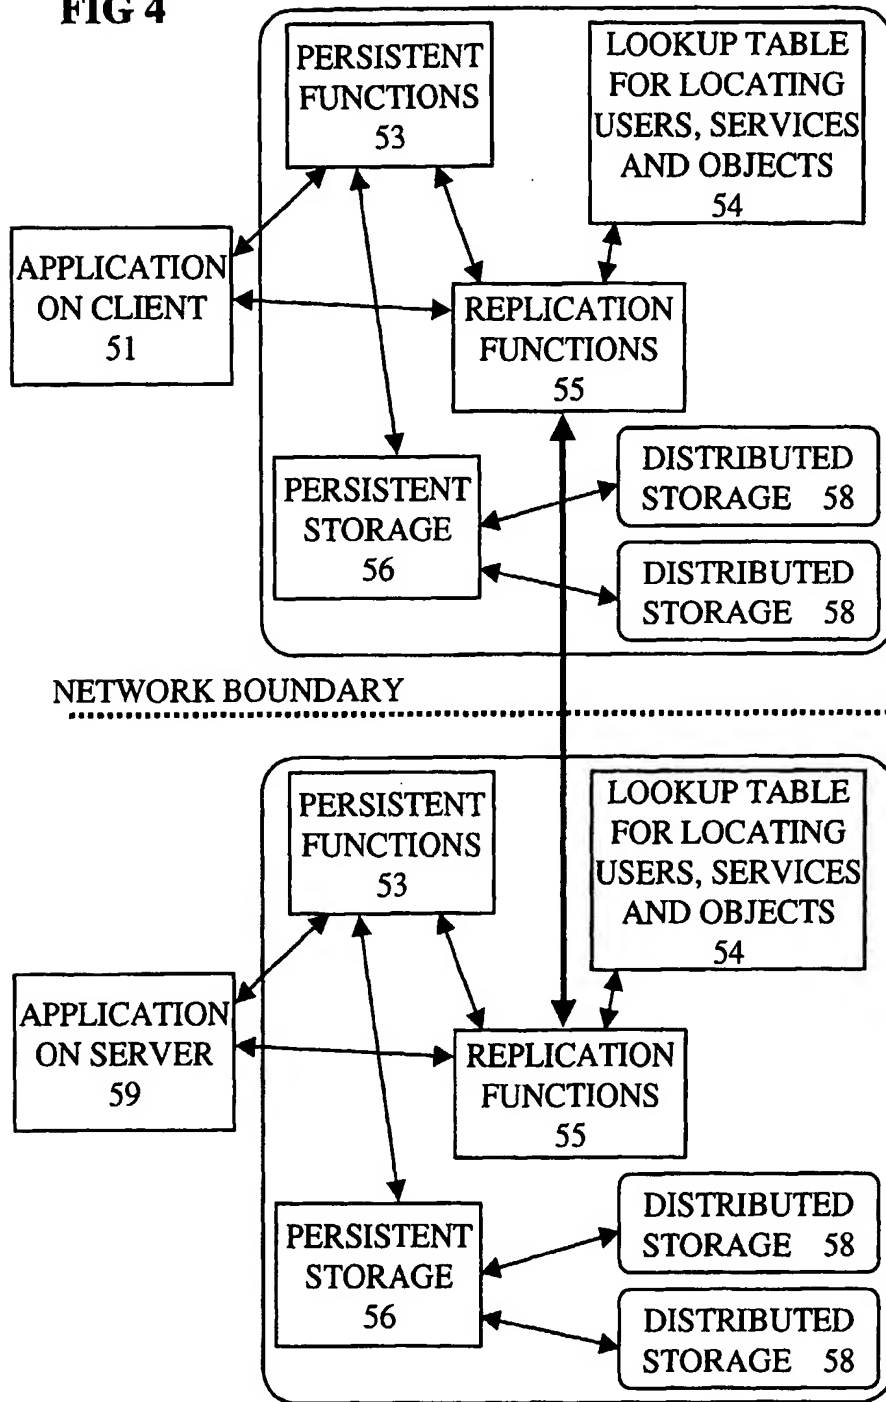 FIG 4
PERSISTENT
FUNCTIONS
53
LOOKUP TABLE
FOR LOCATING
USERS, SERVICES
AND OBJECTS
54
APPLICATION
ON CLIENT
51
REPLICATION
FUNCTIONS
55
PERSISTENT
STORAGE
56
DISTRIBUTED
STORAGE 58
DISTRIBUTED
STORAGE 58
NETWORK BOUNDARY
PERSISTENT
FUNCTIONS
53
LOOKUP TABLE
FOR LOCATING
USERS, SERVICES
AND OBJECTS
54
APPLICATION
ON SERVER
59
REPLICATION
FUNCTIONS
55
PERSISTENT
STORAGE
56
DISTRIBUTED
STORAGE 58
DISTRIBUTED
STORAGE 58